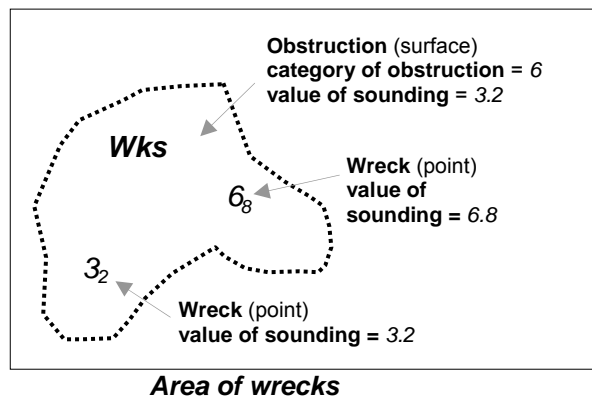 Obstruction (surface)
category of obstruction = 6
value of sounding = 3.2
Wks
Wreck (point)
value of
sounding = 6.8
6₈
3₂
Wreck (point)
value of sounding = 3.2
Area of wrecks